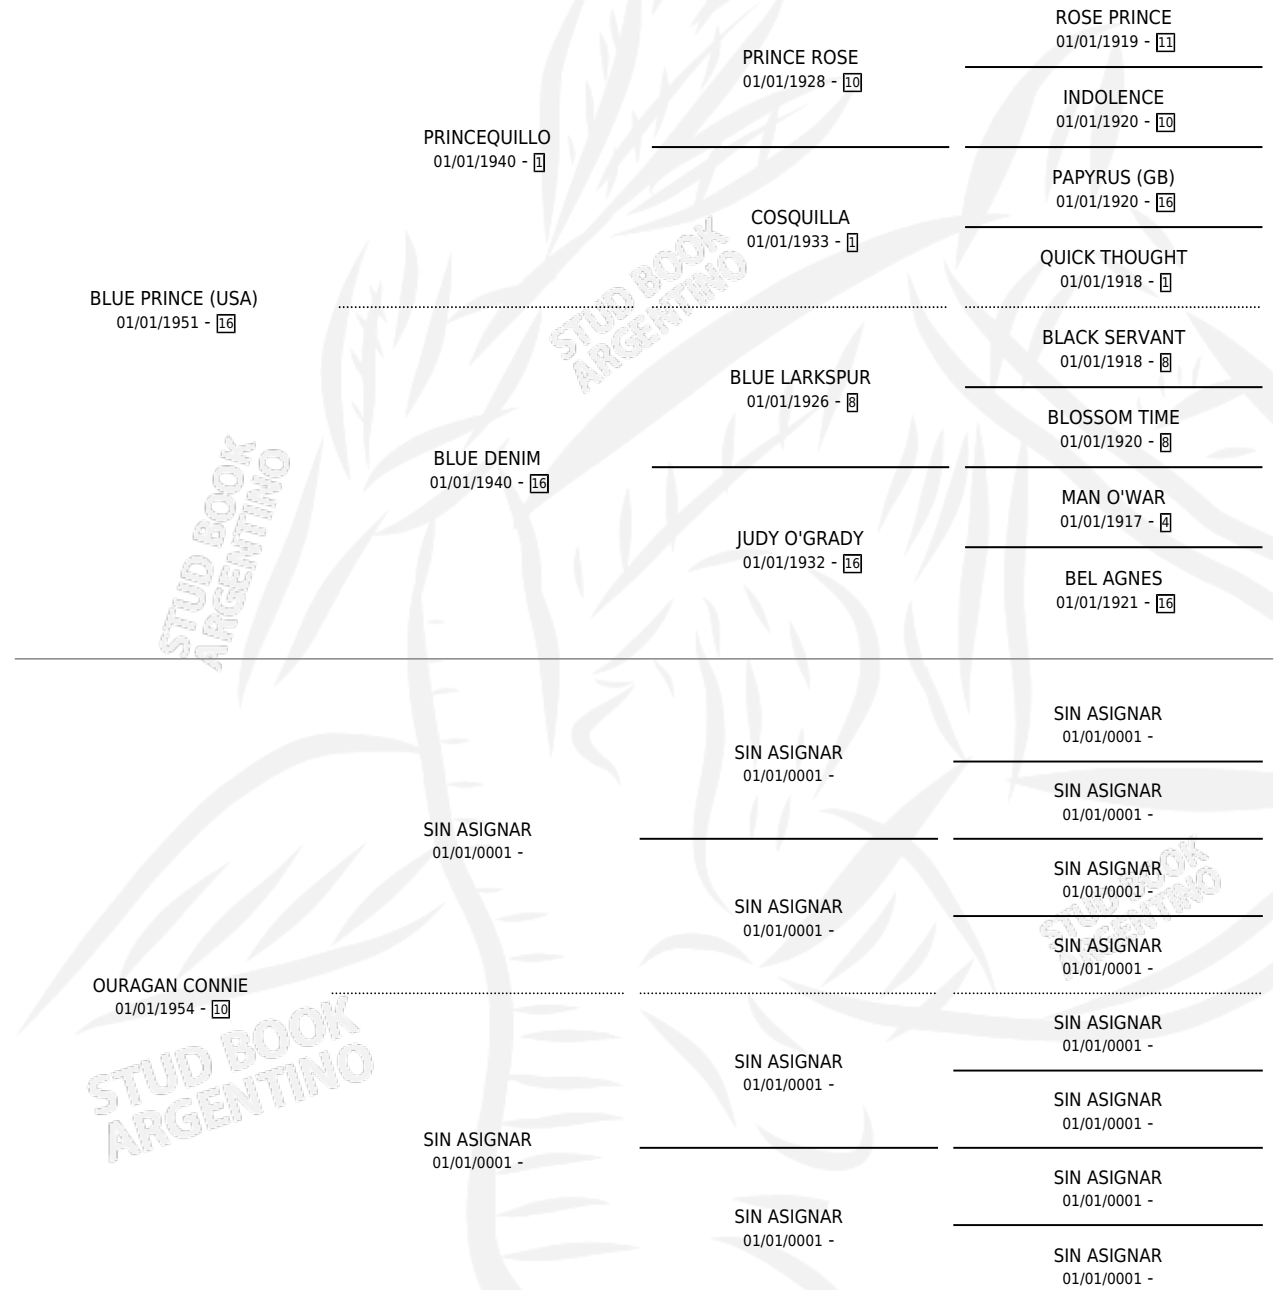 ROSE PRINCE
01/01/1919 - 11
PRINCE ROSE
01/01/1928 - 10
INDOLENCE
01/01/1920 - 10
PRINCEQUILLO
01/01/1940 - 1
PAPYRUS (GB)
01/01/1920 - 16
COSQUILLA
01/01/1933 - 1
QUICK THOUGHT
01/01/1918 - 1
BLUE PRINCE (USA)
01/01/1951 - 16
STUD BOOK
ARGENTINO
BLACK SERVANT
01/01/1918 - 8
BLUE LARKSPUR
01/01/1926 - 8
BLOSSOM TIME
01/01/1920 - 8
BLUE DENIM
01/01/1940 - 16
MAN O'WAR
01/01/1917 - 4
JUDY O'GRADY
01/01/1932 - 16
BEL AGNES
01/01/1921 - 16
STUD BOOK
ARGENTINO
SIN ASIGNAR
01/01/0001 -
SIN ASIGNAR
01/01/0001 -
SIN ASIGNAR
01/01/0001 -
SIN ASIGNAR
01/01/0001 -
SIN ASIGNAR
01/01/0001 -
SIN ASIGNAR
01/01/0001 -
SIN ASIGNAR
01/01/0001 -
STUD BOOK
ARGENTINO
OURAGAN CONNIE
01/01/1954 - 10
STUD BOOK
ARGENTINO
SIN ASIGNAR
01/01/0001 -
SIN ASIGNAR
01/01/0001 -
SIN ASIGNAR
01/01/0001 -
SIN ASIGNAR
01/01/0001 -
SIN ASIGNAR
01/01/0001 -
SIN ASIGNAR
01/01/0001 -
SIN ASIGNAR
01/01/0001 -